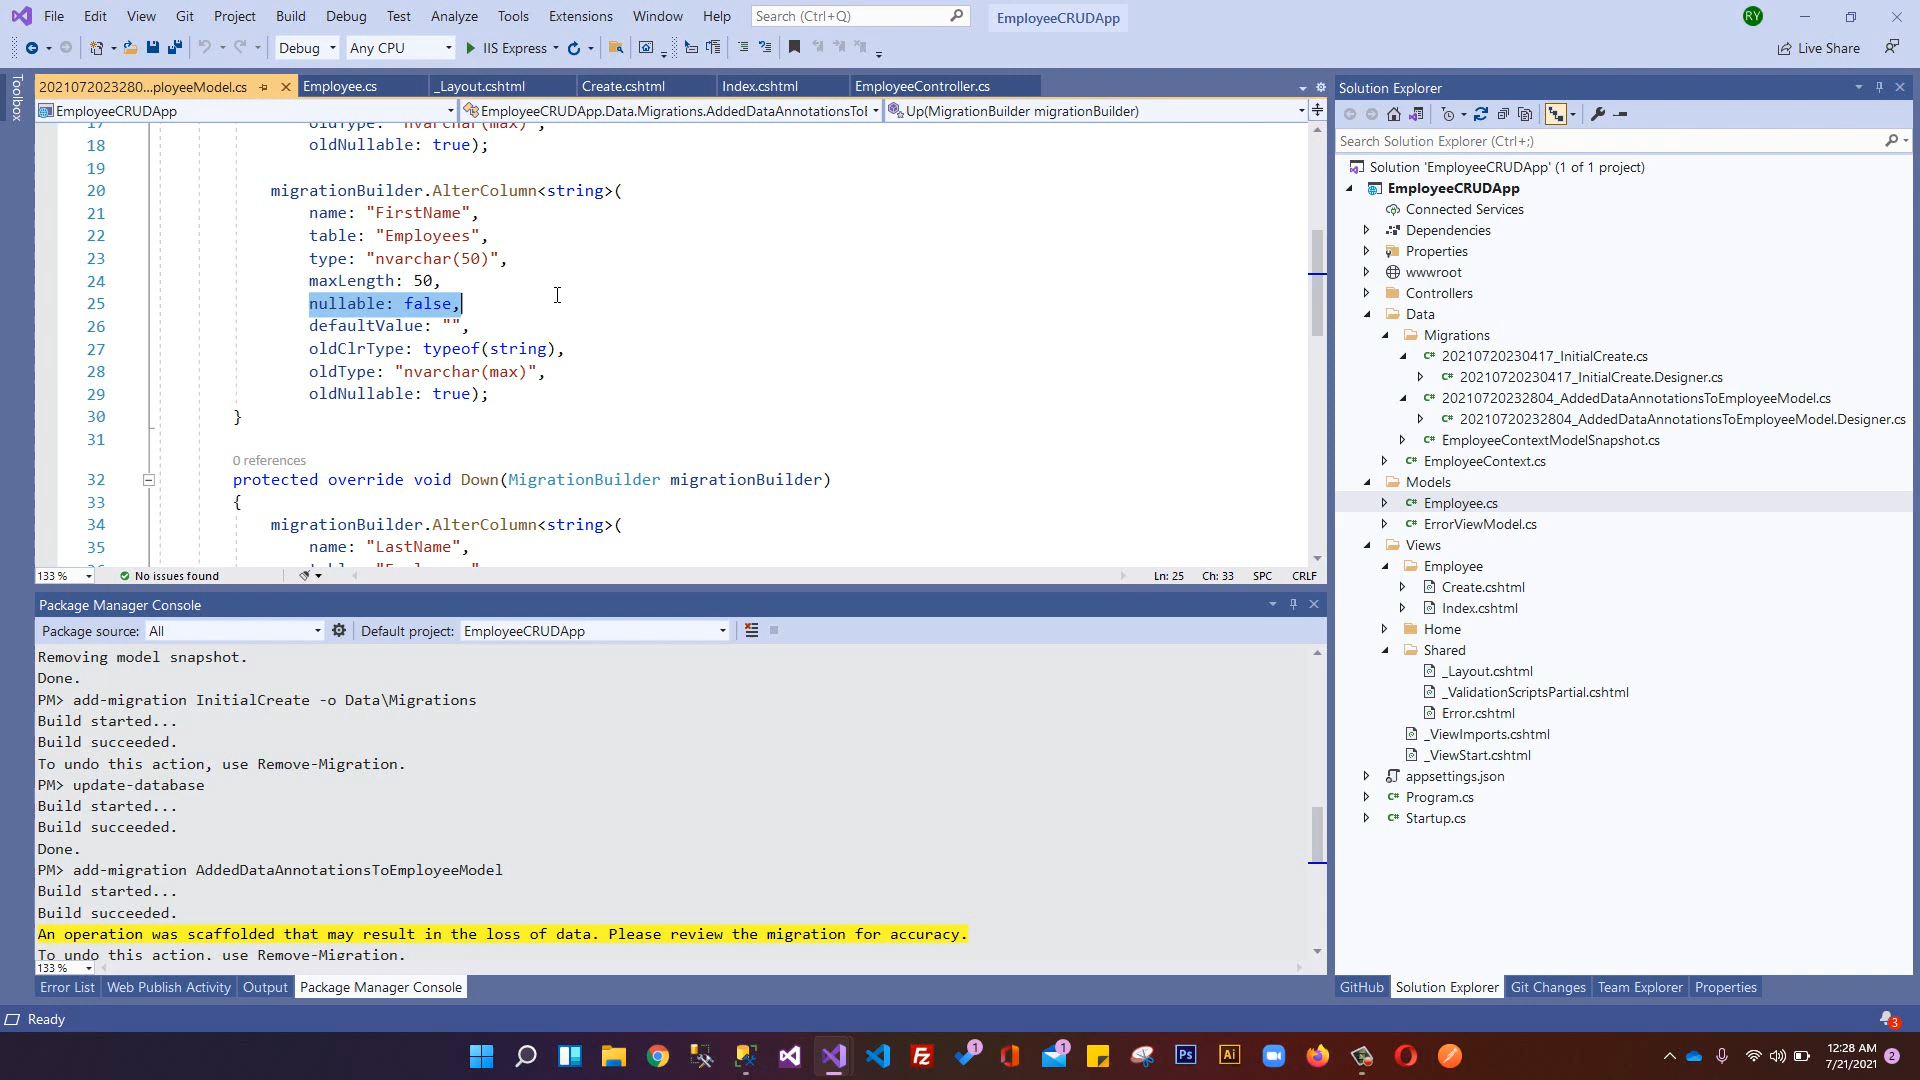 File Edit View Git Project Build Debug Test Analyze Tools Extensions Window Help Search (Ctrl+Q) EmployeeCRUDApp RY
Debug Any CPU IIS Express Live Share
Toolbox
2021072023280...ployeeModel.cs Employee.cs _Layout.cshtml Create.cshtml Index.cshtml EmployeeController.cs
EmployeeCRUDApp EmployeeCRUDApp.Data.Migrations.AddedDataAnnotationsToE Up(MigrationBuilder migrationBuilder)
17 oldType: "nvarchar(max)",
18 oldNullable: true);
19
20 migrationBuilder.AlterColumn<string>(
21 name: "FirstName",
22 table: "Employees",
23 type: "nvarchar(50)",
24 maxLength: 50,
25 nullable: false,
26 defaultValue: "",
27 oldClrType: typeof(string),
28 oldType: "nvarchar(max)",
29 oldNullable: true);
30 }
31
0 references
32 protected override void Down(MigrationBuilder migrationBuilder)
33 {
34 migrationBuilder.AlterColumn<string>(
35 name: "LastName",
133 % No issues found Ln: 25 Ch: 33 SPC CRLF
Package Manager Console
Package source: All Default project: EmployeeCRUDApp
Removing model snapshot.
Done.
PM> add-migration InitialCreate -o Data\Migrations
Build started...
Build succeeded.
To undo this action, use Remove-Migration.
PM> update-database
Build started...
Build succeeded.
Done.
PM> add-migration AddedDataAnnotationsToEmployeeModel
Build started...
Build succeeded.
An operation was scaffolded that may result in the loss of data. Please review the migration for accuracy.
To undo this action. use Remove-Migration.
133 %
Error List Web Publish Activity Output Package Manager Console
Solution Explorer
Search Solution Explorer (Ctrl+;)
Solution 'EmployeeCRUDApp' (1 of 1 project)
EmployeeCRUDApp
Connected Services
Dependencies
Properties
wwwroot
Controllers
Data
Migrations
20210720230417_InitialCreate.cs
20210720230417_InitialCreate.Designer.cs
20210720232804_AddedDataAnnotationsToEmployeeModel.cs
20210720232804_AddedDataAnnotationsToEmployeeModel.Designer.cs
EmployeeContextModelSnapshot.cs
EmployeeContext.cs
Models
Employee.cs
ErrorViewModel.cs
Views
Employee
Create.cshtml
Index.cshtml
Home
Shared
_Layout.cshtml
_ValidationScriptsPartial.cshtml
Error.cshtml
_ViewImports.cshtml
_ViewStart.cshtml
appsettings.json
Program.cs
Startup.cs
GitHub Solution Explorer Git Changes Team Explorer Properties
Ready 3
Fz 1 1 Ps Ai 12:28 AM
7/21/2021 2